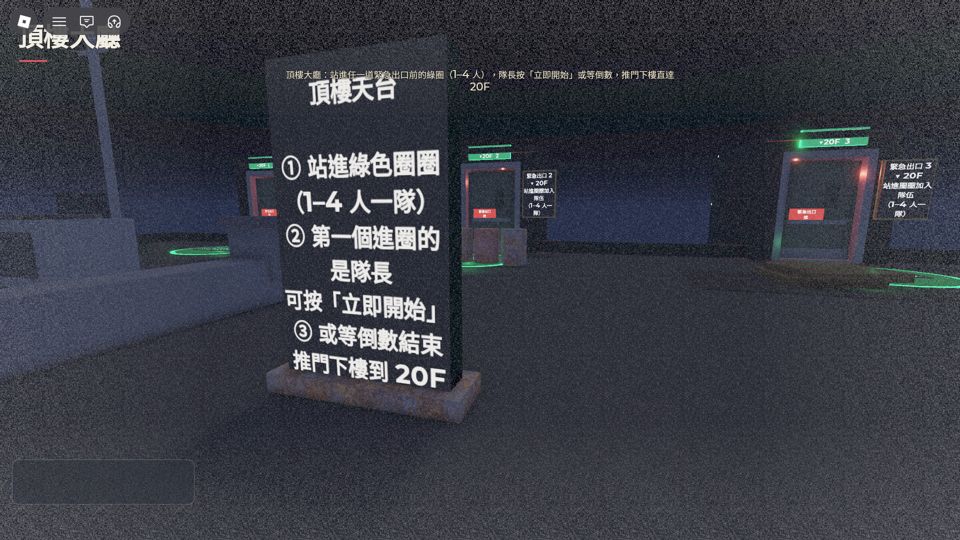 頂樓大廳
頂樓大廳：站進任一道緊急出口前的綠圈（1–4 人），隊長按「立即開始」或等倒數，推門下樓直達
20F
頂樓天台
① 站進綠色圈圈
（1–4 人一隊）
② 第一個進圈的
是隊長
可按「立即開始」
③ 或等倒數結束
推門下樓到 20F
▼20F 2
緊急出口 2
▼ 20F
站進圈圈加入
隊伍
（1–4 人一
隊）
▼20F 3
緊急出口 3
▼ 20F
站進圈圈加入
隊伍
（1–4 人一
隊）
緊急出口